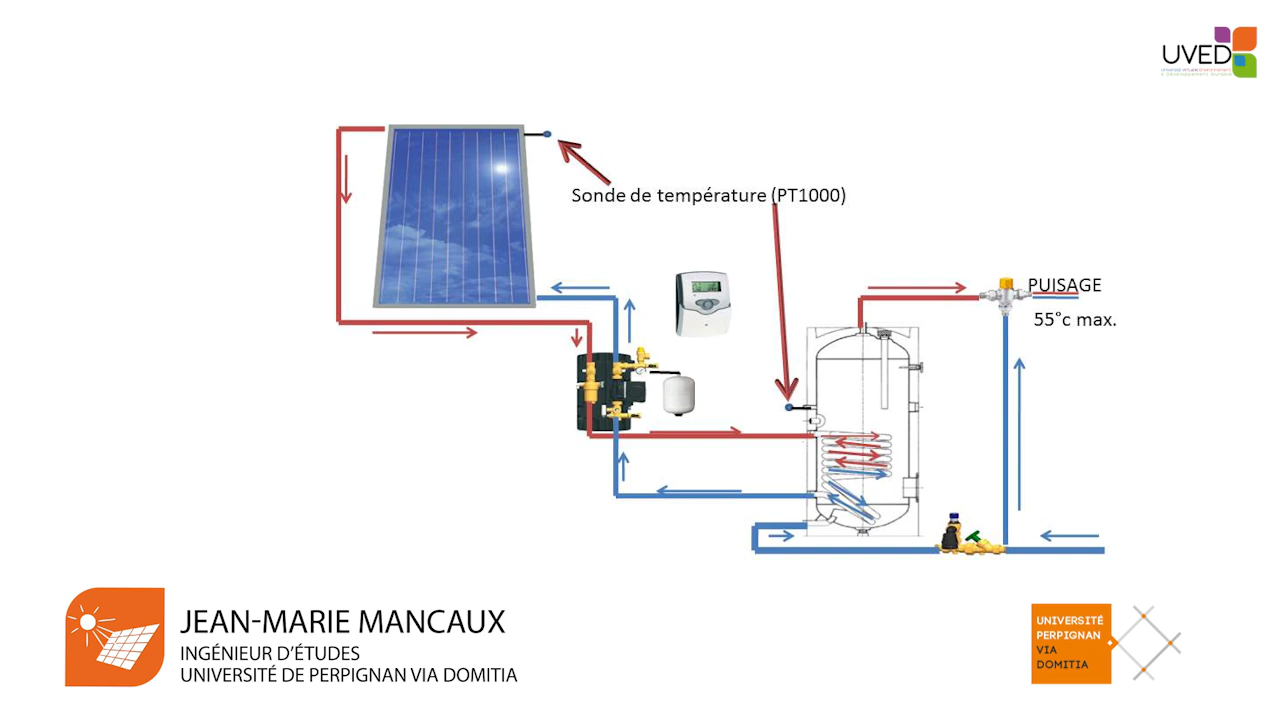 UVED
Sonde de température (PT1000)
PUISAGE
55°c max.
JEAN-MARIE MANCAUX
INGÉNIEUR D'ÉTUDES
UNIVERSITÉ DE PERPIGNAN VIA DOMITIA
UNIVERSITÉ
PERPIGNAN
VIA
DOMITIA